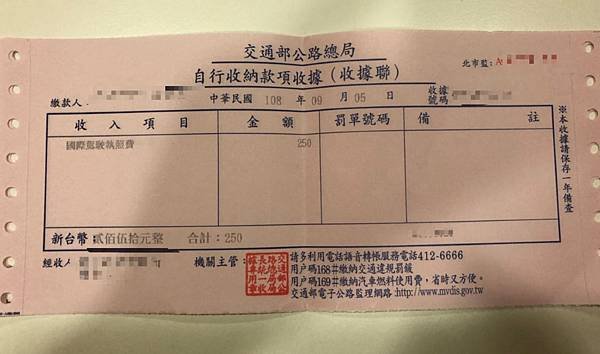 交通部公路總局
自行收納款項收據(收據聯)
北市監:
繳款人:
中華民國 108 年 09 月 05 日
收據
號碼
收入項目 金額 罰單號碼 備註
國際駕駛執照費 250
新台幣:貳佰伍拾元整 合計:250
※本收據請保存一年備查
經收人
機關主管:
請多利用電話語音轉帳服務電話412-6666
用戶碼168#繳納交通違規罰鍰
用戶碼169#繳納汽車燃料使用費,省時又方便。
交通部電子公路監理網路:http://www.mvdis.gov.tw